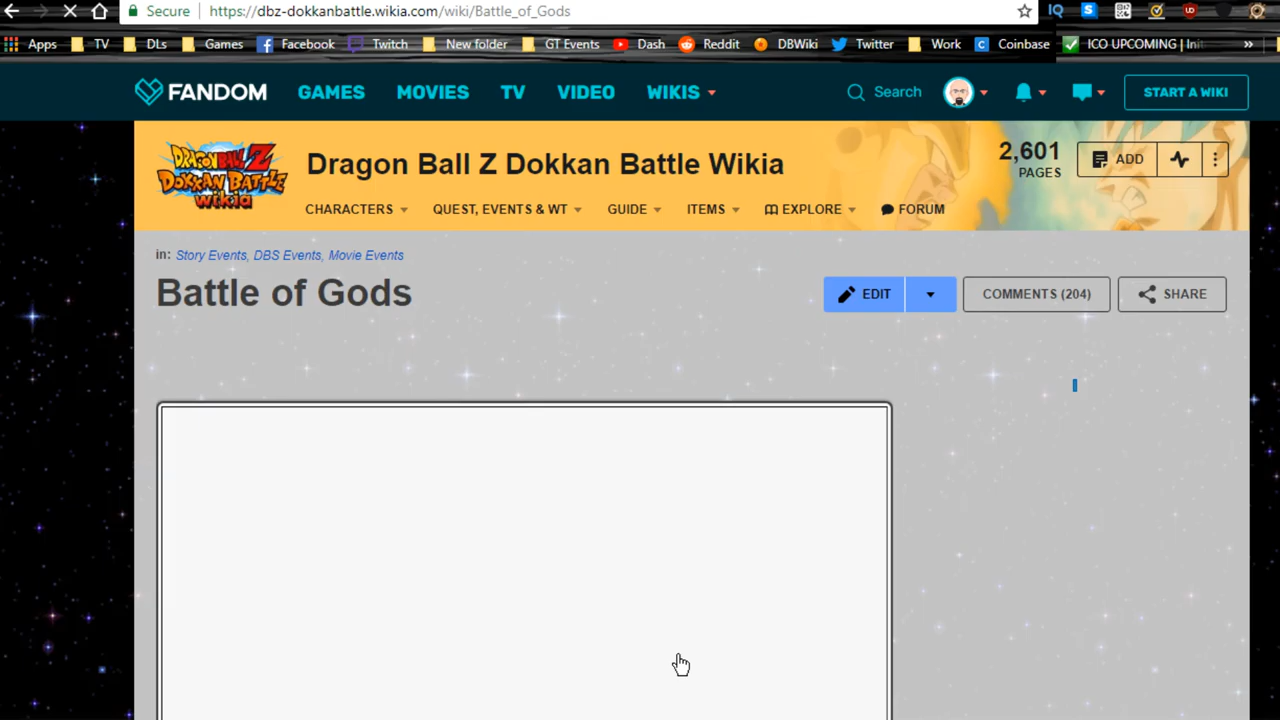 Secure https://dbz-dokkanbattle.wikia.com/wiki/Battle_of_Gods
Apps TV DLs Games Facebook Twitch New folder GT Events Dash Reddit DBWiki Twitter Work Coinbase ICO UPCOMING | Ini »
FANDOM GAMES MOVIES TV VIDEO WIKIS Search START A WIKI
DRAGON BALL Z
DOKKAN BATTLE
wikia
Dragon Ball Z Dokkan Battle Wikia
2,601
PAGES
ADD
CHARACTERS QUEST, EVENTS & WT GUIDE ITEMS EXPLORE FORUM
in: Story Events, DBS Events, Movie Events
Battle of Gods
EDIT COMMENTS (204) SHARE